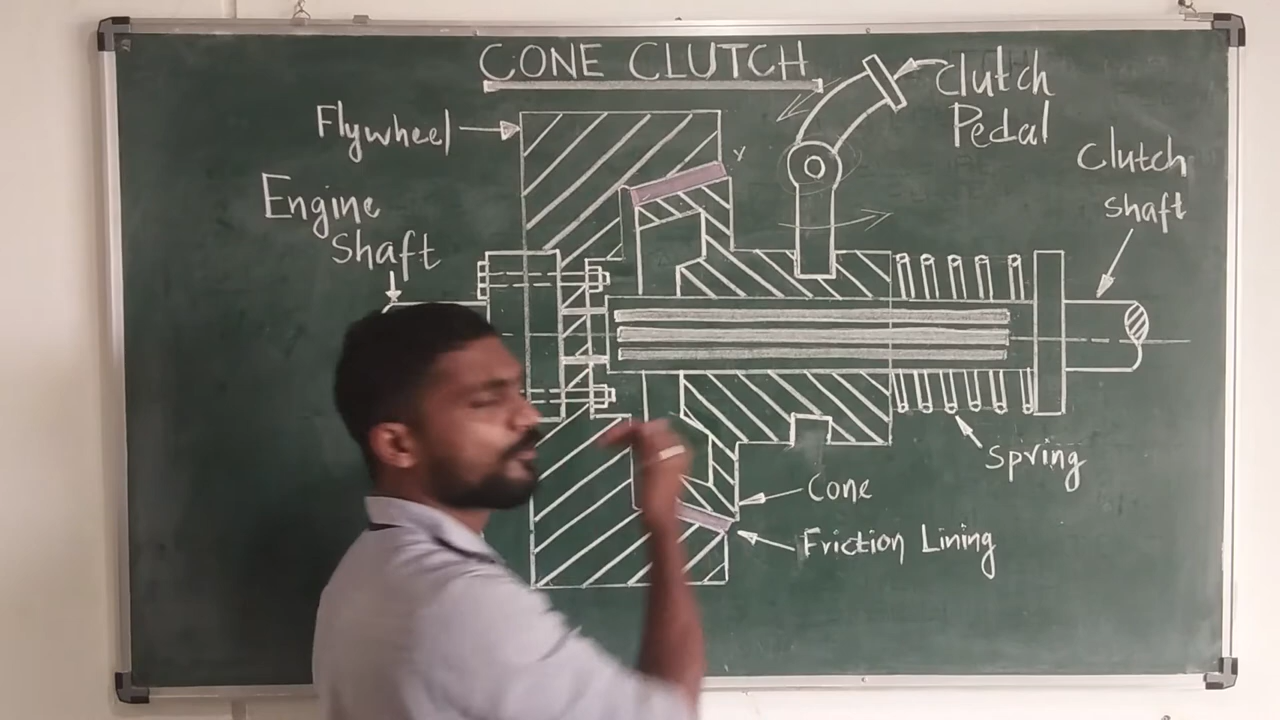 CONE CLUTCH
Flywheel
Engine
Shaft
Clutch
Pedal
Clutch
shaft
Spring
Cone
Friction Lining